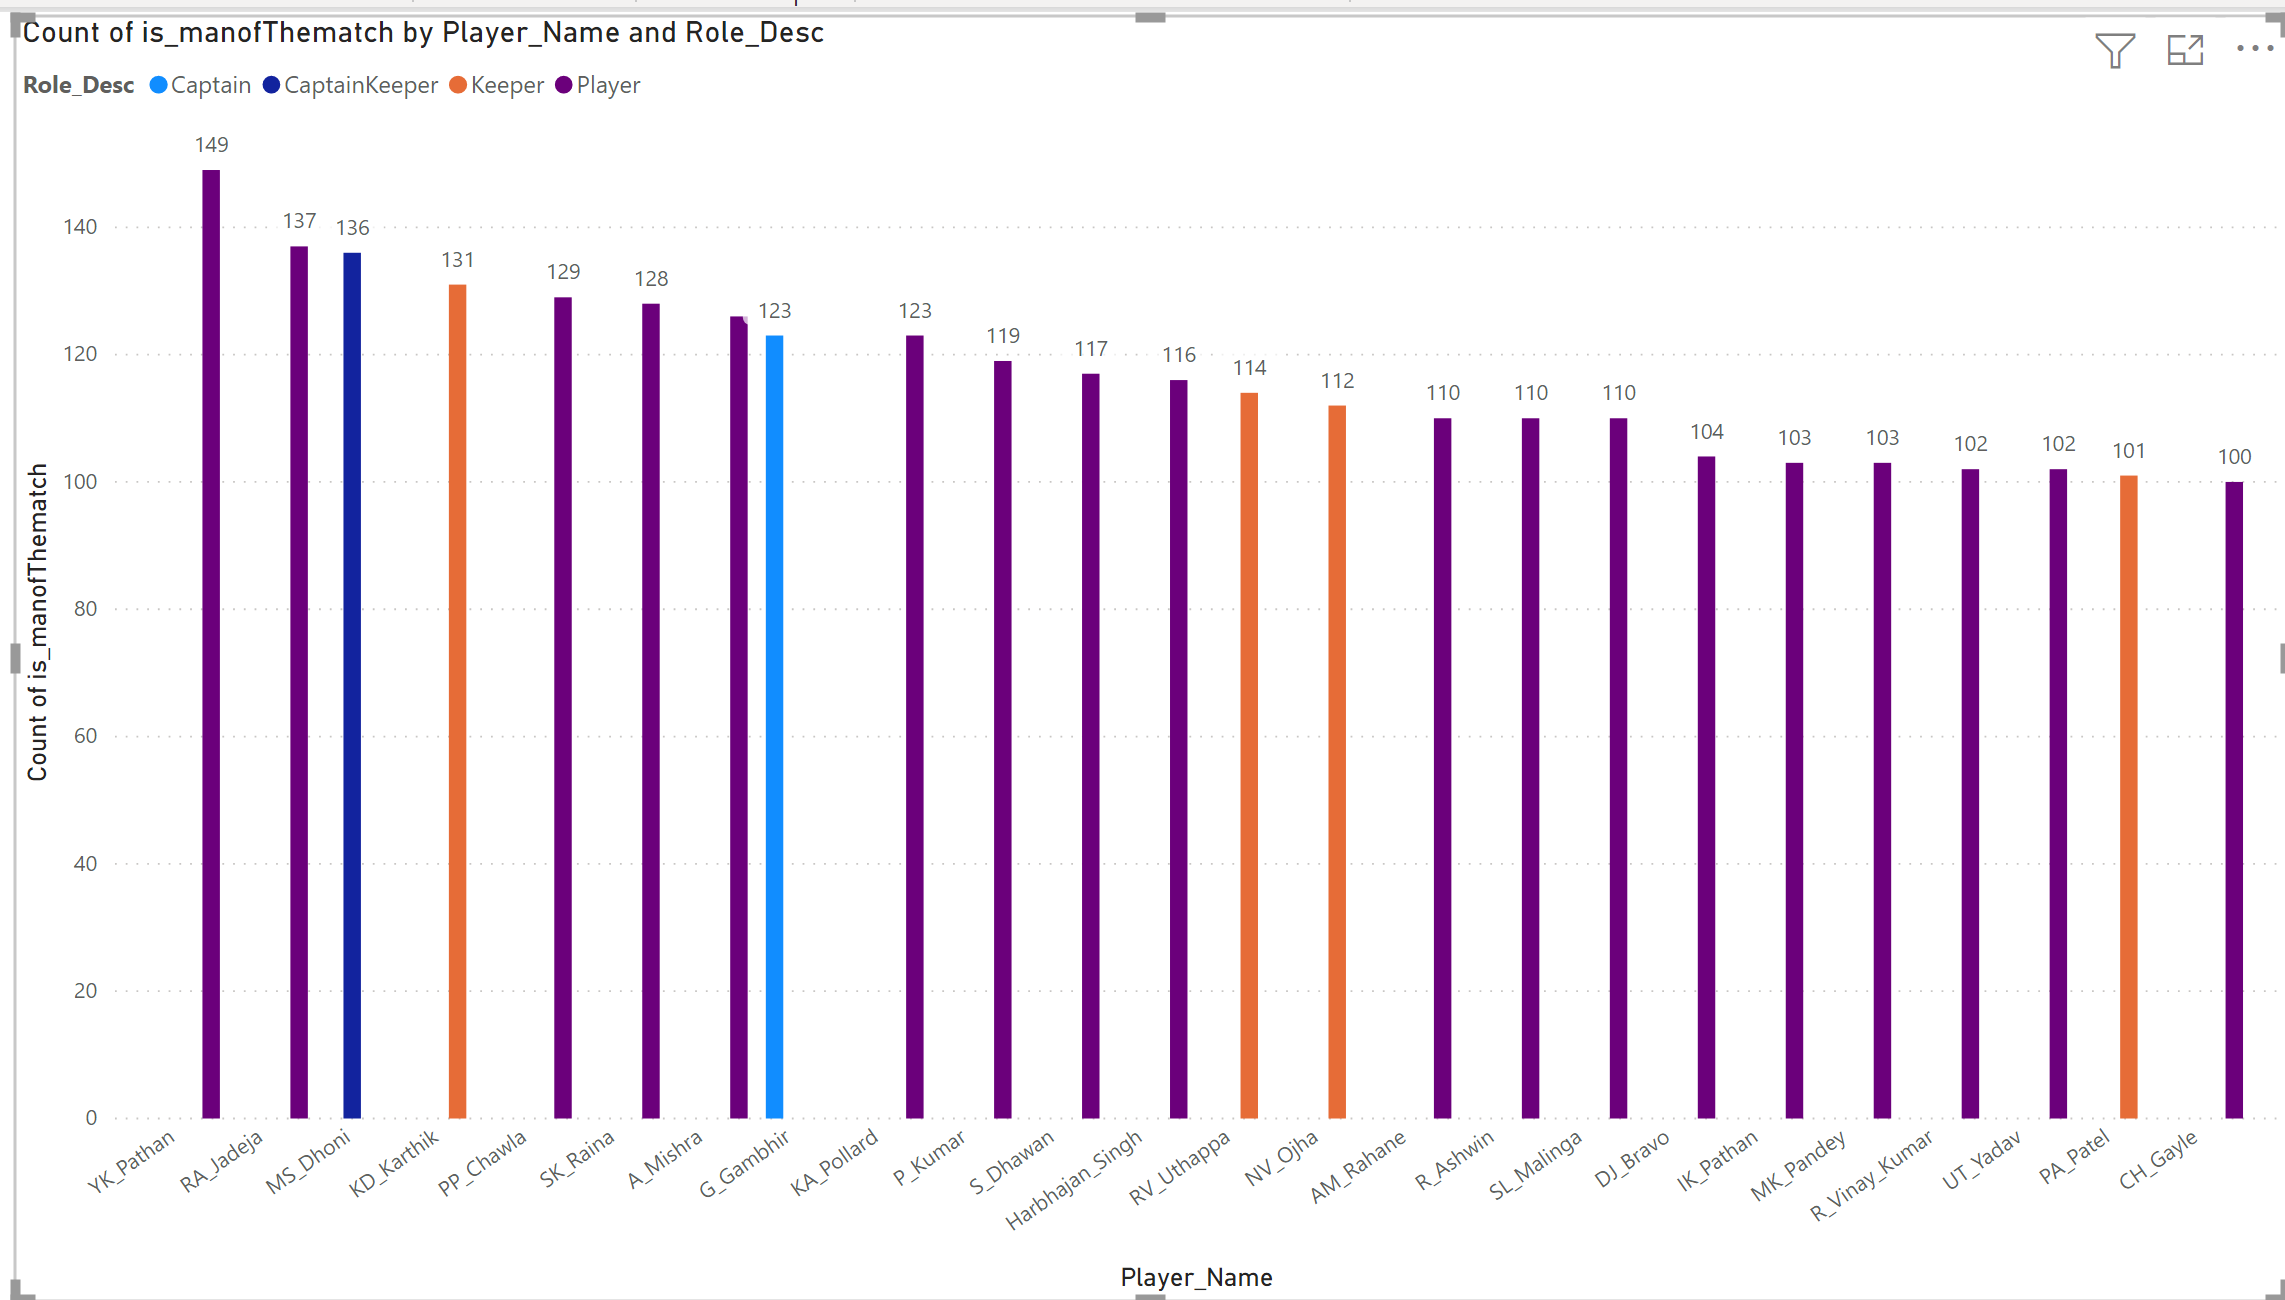 Count of is_manofThematch by Player_Name and Role_Desc
Role_Desc Captain CaptainKeeper Keeper Player
149
137
136
131
129
128
123
123
119
117
116
114
112
110
110
110
104
103
103
102
102
101
100
140
120
100
80
60
40
20
0
Count of is_manofThematch
YK_Pathan
RA_Jadeja
MS_Dhoni
KD_Karthik
PP_Chawla
SK_Raina
A_Mishra
G_Gambhir
KA_Pollard
P_Kumar
S_Dhawan
Harbhajan_Singh
RV_Uthappa
NV_Ojha
AM_Rahane
R_Ashwin
SL_Malinga
DJ_Bravo
IK_Pathan
MK_Pandey
R_Vinay_Kumar
UT_Yadav
PA_Patel
CH_Gayle
Player_Name